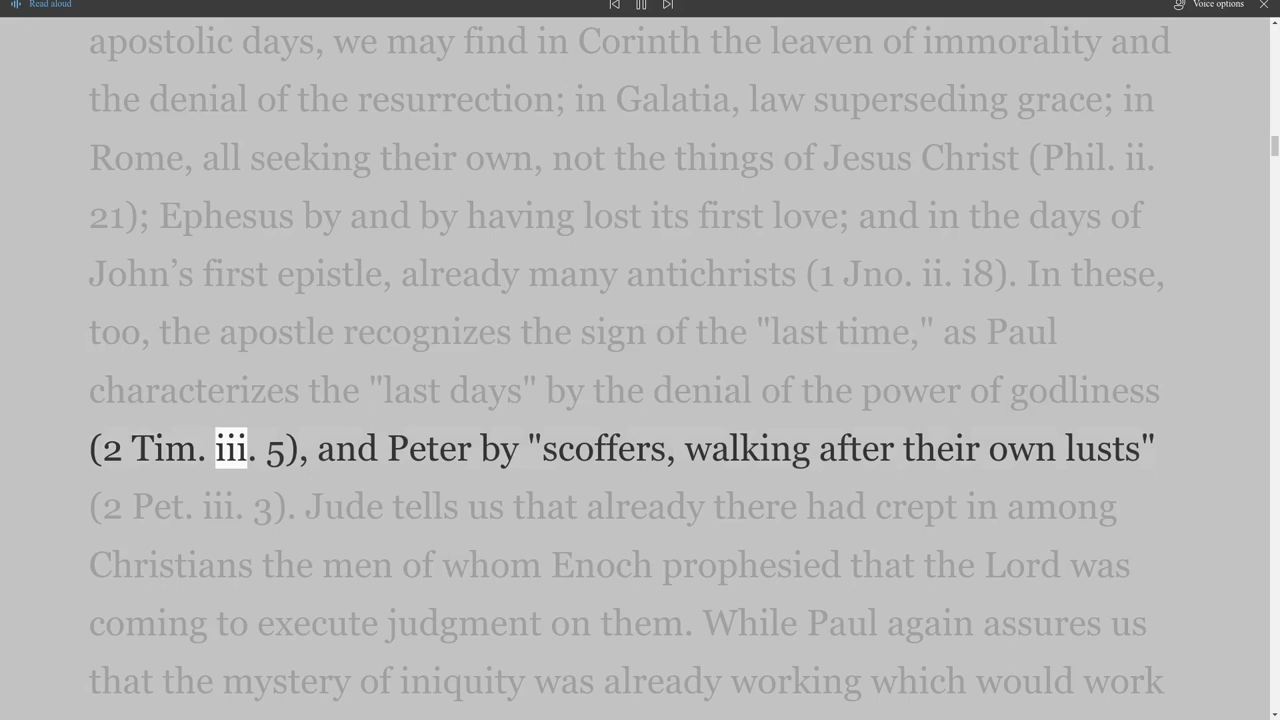 Read aloud
Voice options
apostolic days, we may find in Corinth the leaven of immorality and
the denial of the resurrection; in Galatia, law superseding grace; in
Rome, all seeking their own, not the things of Jesus Christ (Phil. ii.
21); Ephesus by and by having lost its first love; and in the days of
John’s first epistle, already many antichrists (1 Jno. ii. i8). In these,
too, the apostle recognizes the sign of the "last time," as Paul
characterizes the "last days" by the denial of the power of godliness
(2 Tim. iii. 5), and Peter by "scoffers, walking after their own lusts"
(2 Pet. iii. 3). Jude tells us that already there had crept in among
Christians the men of whom Enoch prophesied that the Lord was
coming to execute judgment on them. While Paul again assures us
that the mystery of iniquity was already working which would work